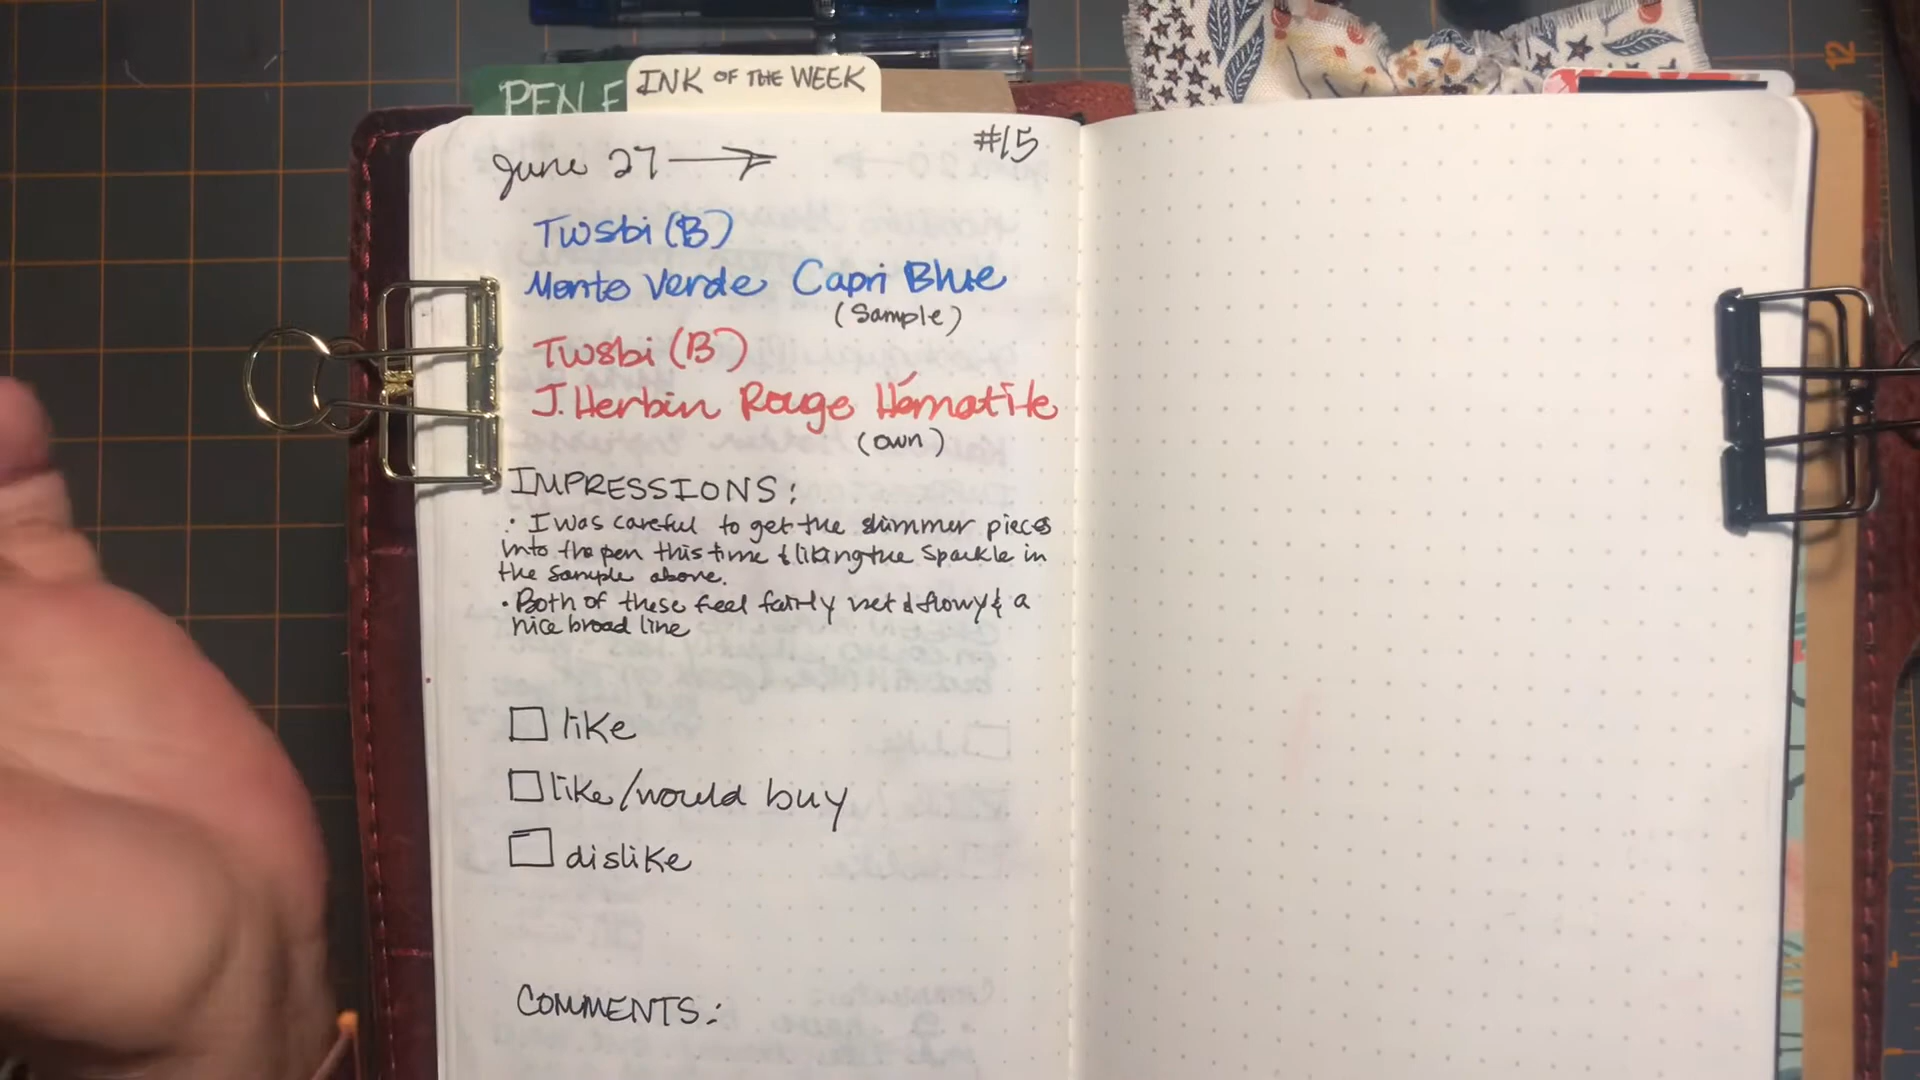 PEN F
INK OF THE WEEK
#15
June 27
Twsbi (B)
Monte Verde Capri Blue
(Sample)
Twsbi (B)
J. Herbin Rouge Hématite
(own)
IMPRESSIONS:
• I was careful to get the shimmer pieces
into the pen this time & liking the sparkle in
the sample above.
• Both of these feel fairly wet & flowy & a
nice broad line
like
like/would buy
dislike
COMMENTS:
12